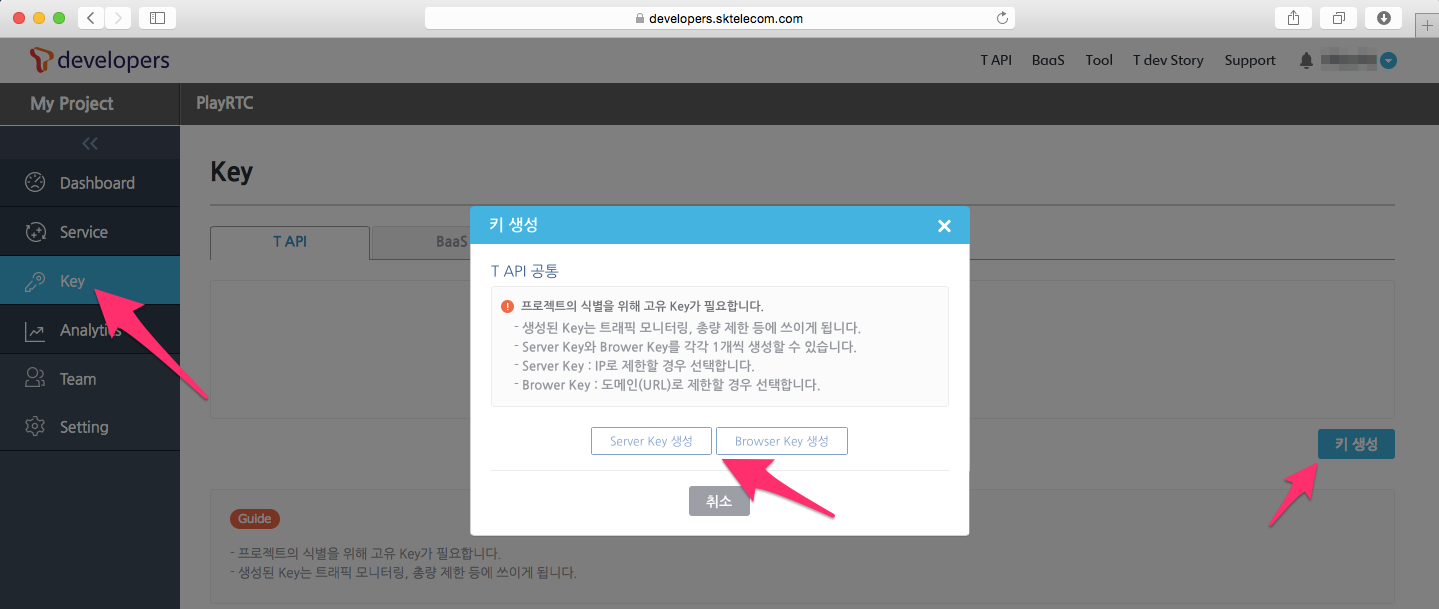 developers.sktelecom.com
developers
T API BaaS Tool T dev Story Support
My Project
PlayRTC
Dashboard
Service
Key
Analytics
Team
Setting
Key
T API
BaaS
키 생성
T API 공통
프로젝트의 식별을 위해 고유 Key가 필요합니다.
- 생성된 Key는 트래픽 모니터링, 총량 제한 등에 쓰이게 됩니다.
- Server Key와 Brower Key를 각각 1개씩 생성할 수 있습니다.
- Server Key : IP로 제한할 경우 선택합니다.
- Brower Key : 도메인(URL)로 제한할 경우 선택합니다.
Server Key 생성
Browser Key 생성
취소
키 생성
Guide
- 프로젝트의 식별을 위해 고유 Key가 필요합니다.
- 생성된 Key는 트래픽 모니터링, 총량 제한 등에 쓰이게 됩니다.